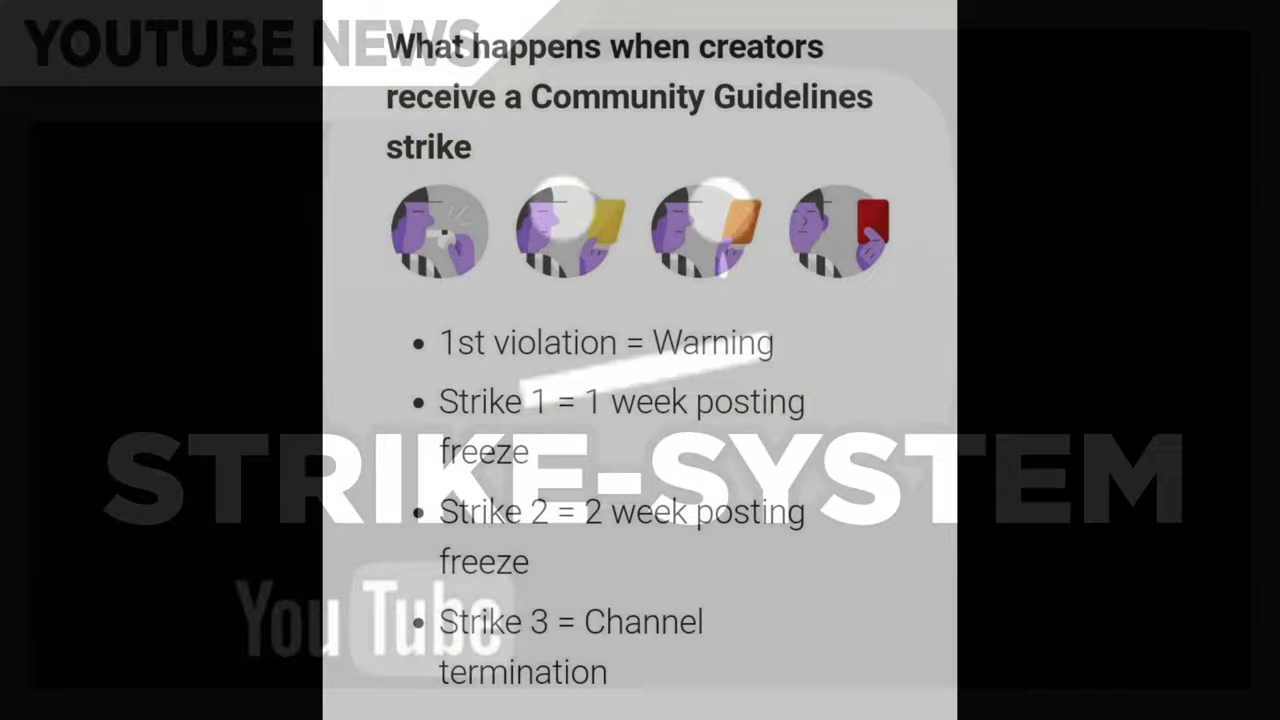 YOUTUBE NEWS
What happens when creators
receive a Community Guidelines
strike
1st violation = Warning
Strike 1 = 1 week posting
freeze
STRIKE-SYSTEM
Strike 2 = 2 week posting
freeze
YouTube
Strike 3 = Channel
termination